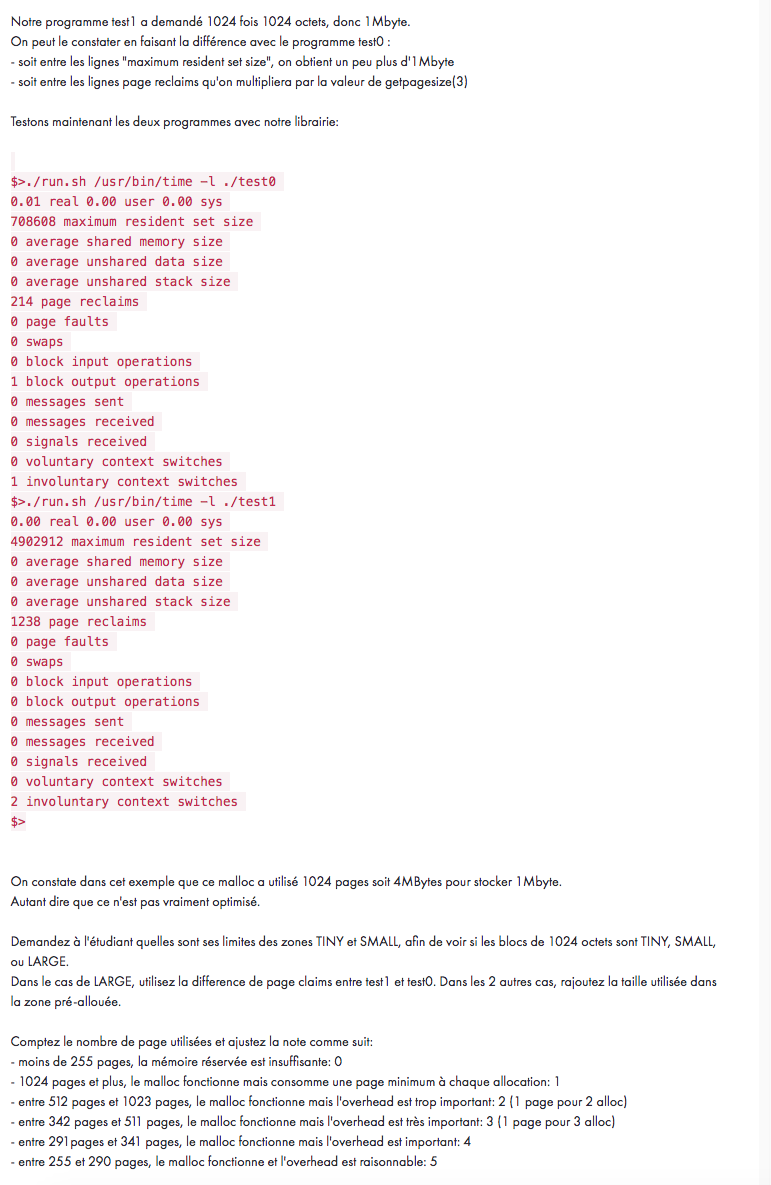 Notre programme test1 a demandé 1024 fois 1024 octets, donc 1Mbyte.
On peut le constater en faisant la différence avec le programme test0 :
- soit entre les lignes "maximum resident set size", on obtient un peu plus d'1Mbyte
- soit entre les lignes page reclaims qu'on multipliera par la valeur de getpagesize(3)
Testons maintenant les deux programmes avec notre librairie:
$>./run.sh /usr/bin/time -l ./test0
0.01 real 0.00 user 0.00 sys
708608 maximum resident set size
0 average shared memory size
0 average unshared data size
0 average unshared stack size
214 page reclaims
0 page faults
0 swaps
0 block input operations
1 block output operations
0 messages sent
0 messages received
0 signals received
0 voluntary context switches
1 involuntary context switches
$>./run.sh /usr/bin/time -l ./test1
0.00 real 0.00 user 0.00 sys
4902912 maximum resident set size
0 average shared memory size
0 average unshared data size
0 average unshared stack size
1238 page reclaims
0 page faults
0 swaps
0 block input operations
0 block output operations
0 messages sent
0 messages received
0 signals received
0 voluntary context switches
2 involuntary context switches
$>
On constate dans cet exemple que ce malloc a utilisé 1024 pages soit 4MBytes pour stocker 1Mbyte.
Autant dire que ce n'est pas vraiment optimisé.
Demandez à l'étudiant quelles sont ses limites des zones TINY et SMALL, afin de voir si les blocs de 1024 octets sont TINY, SMALL,
ou LARGE.
Dans le cas de LARGE, utilisez la difference de page claims entre test1 et test0. Dans les 2 autres cas, rajoutez la taille utilisée dans
la zone pré-allouée.
Comptez le nombre de page utilisées et ajustez la note comme suit:
- moins de 255 pages, la mémoire réservée est insuffisante: 0
- 1024 pages et plus, le malloc fonctionne mais consomme une page minimum à chaque allocation: 1
- entre 512 pages et 1023 pages, le malloc fonctionne mais l'overhead est trop important: 2 (1 page pour 2 alloc)
- entre 342 pages et 511 pages, le malloc fonctionne mais l'overhead est très important: 3 (1 page pour 3 alloc)
- entre 291pages et 341 pages, le malloc fonctionne mais l'overhead est important: 4
- entre 255 et 290 pages, le malloc fonctionne et l'overhead est raisonnable: 5